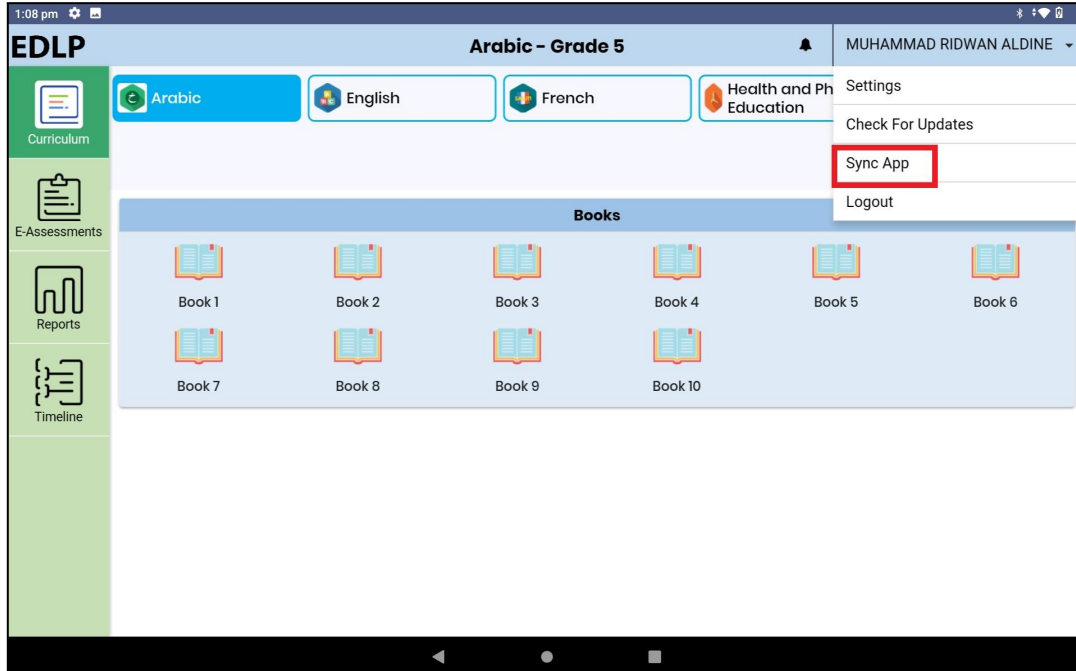 1:08 pm
EDLP
Arabic - Grade 5
MUHAMMAD RIDWAN ALDINE
Curriculum
E-Assessments
Reports
Timeline
Arabic
English
French
Health and Ph
Education
Settings
Check For Updates
Sync App
Logout
Books
Book 1
Book 2
Book 3
Book 4
Book 5
Book 6
Book 7
Book 8
Book 9
Book 10